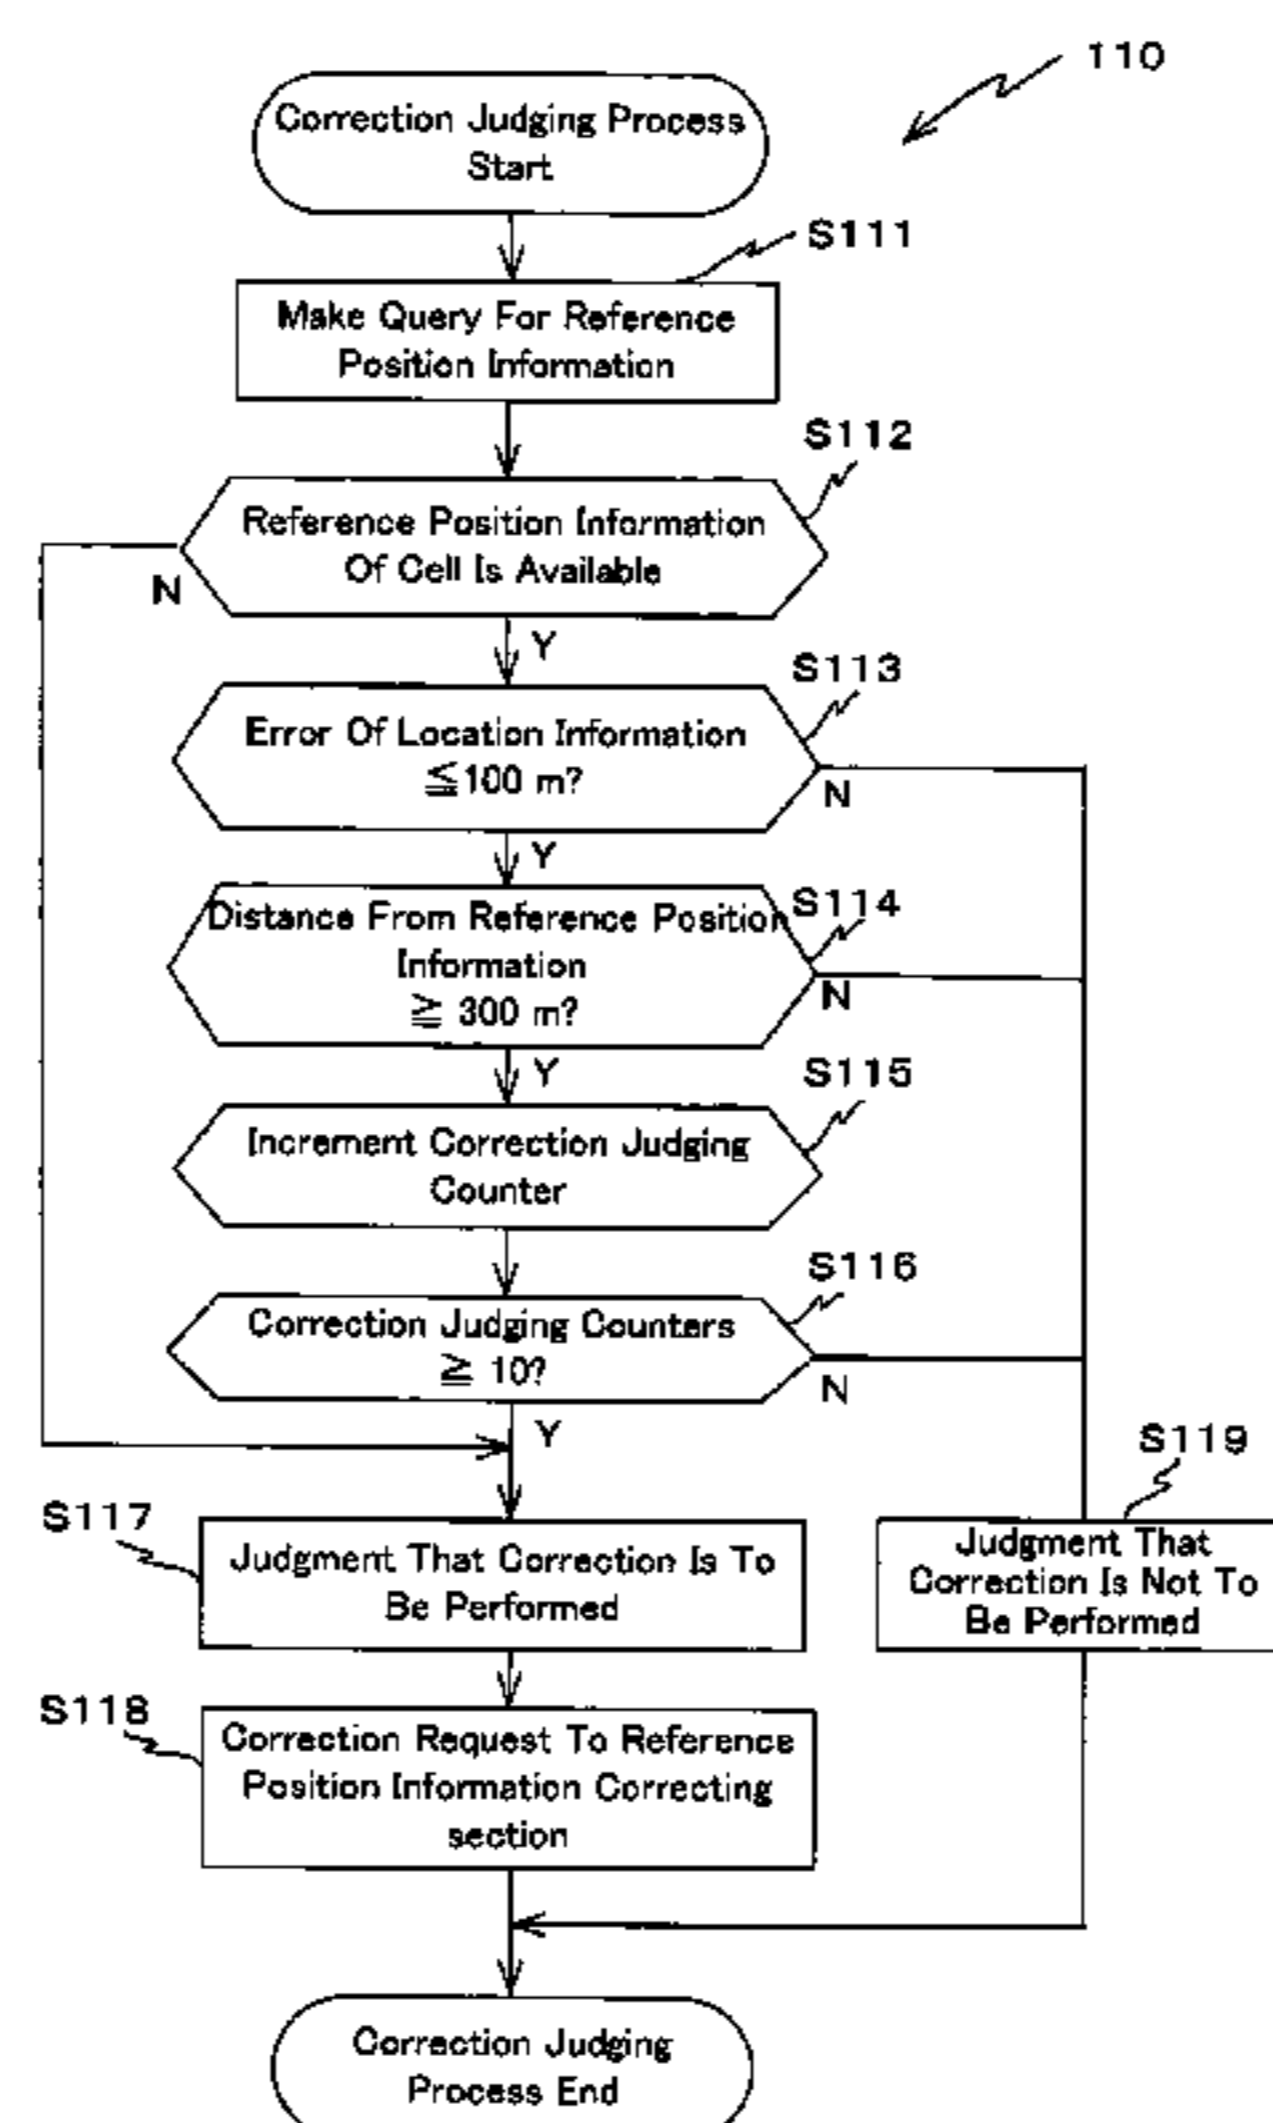 110
Correction Judging Process
Start
S111
Make Query For Reference
Position Information
S112
Reference Position Information
Of Cell Is Available
N
Y
S113
Error Of Location Information
≦100 m?
N
Y
S114
Distance From Reference Position
Information
≧ 300 m?
N
Y
S115
Increment Correction Judging
Counter
S116
Correction Judging Counters
≧ 10?
N
Y
S117
Judgment That Correction Is To
Be Performed
S119
Judgment That
Correction Is Not To
Be Performed
S118
Correction Request To Reference
Position Information Correcting
section
Correction Judging
Process End